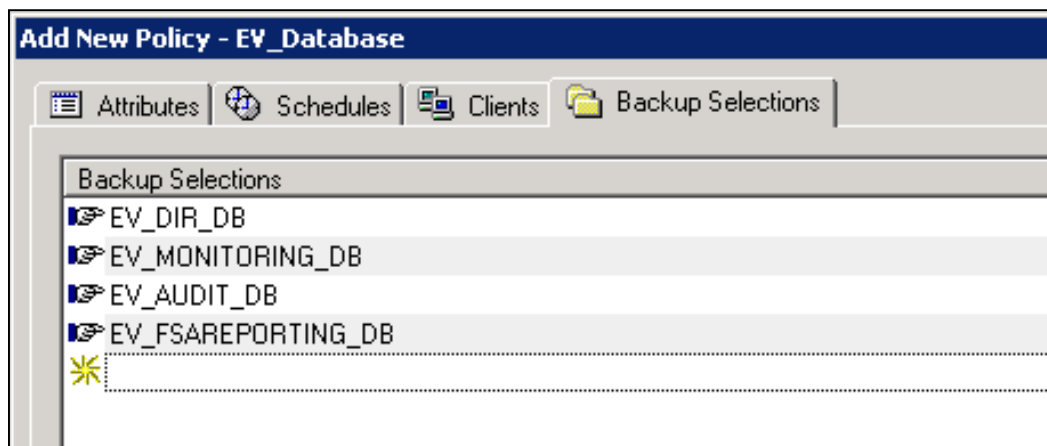 Add New Policy - EV_Database
Attributes Schedules Clients Backup Selections
Backup Selections
EV_DIR_DB
EV_MONITORING_DB
EV_AUDIT_DB
EV_FSAREPORTING_DB